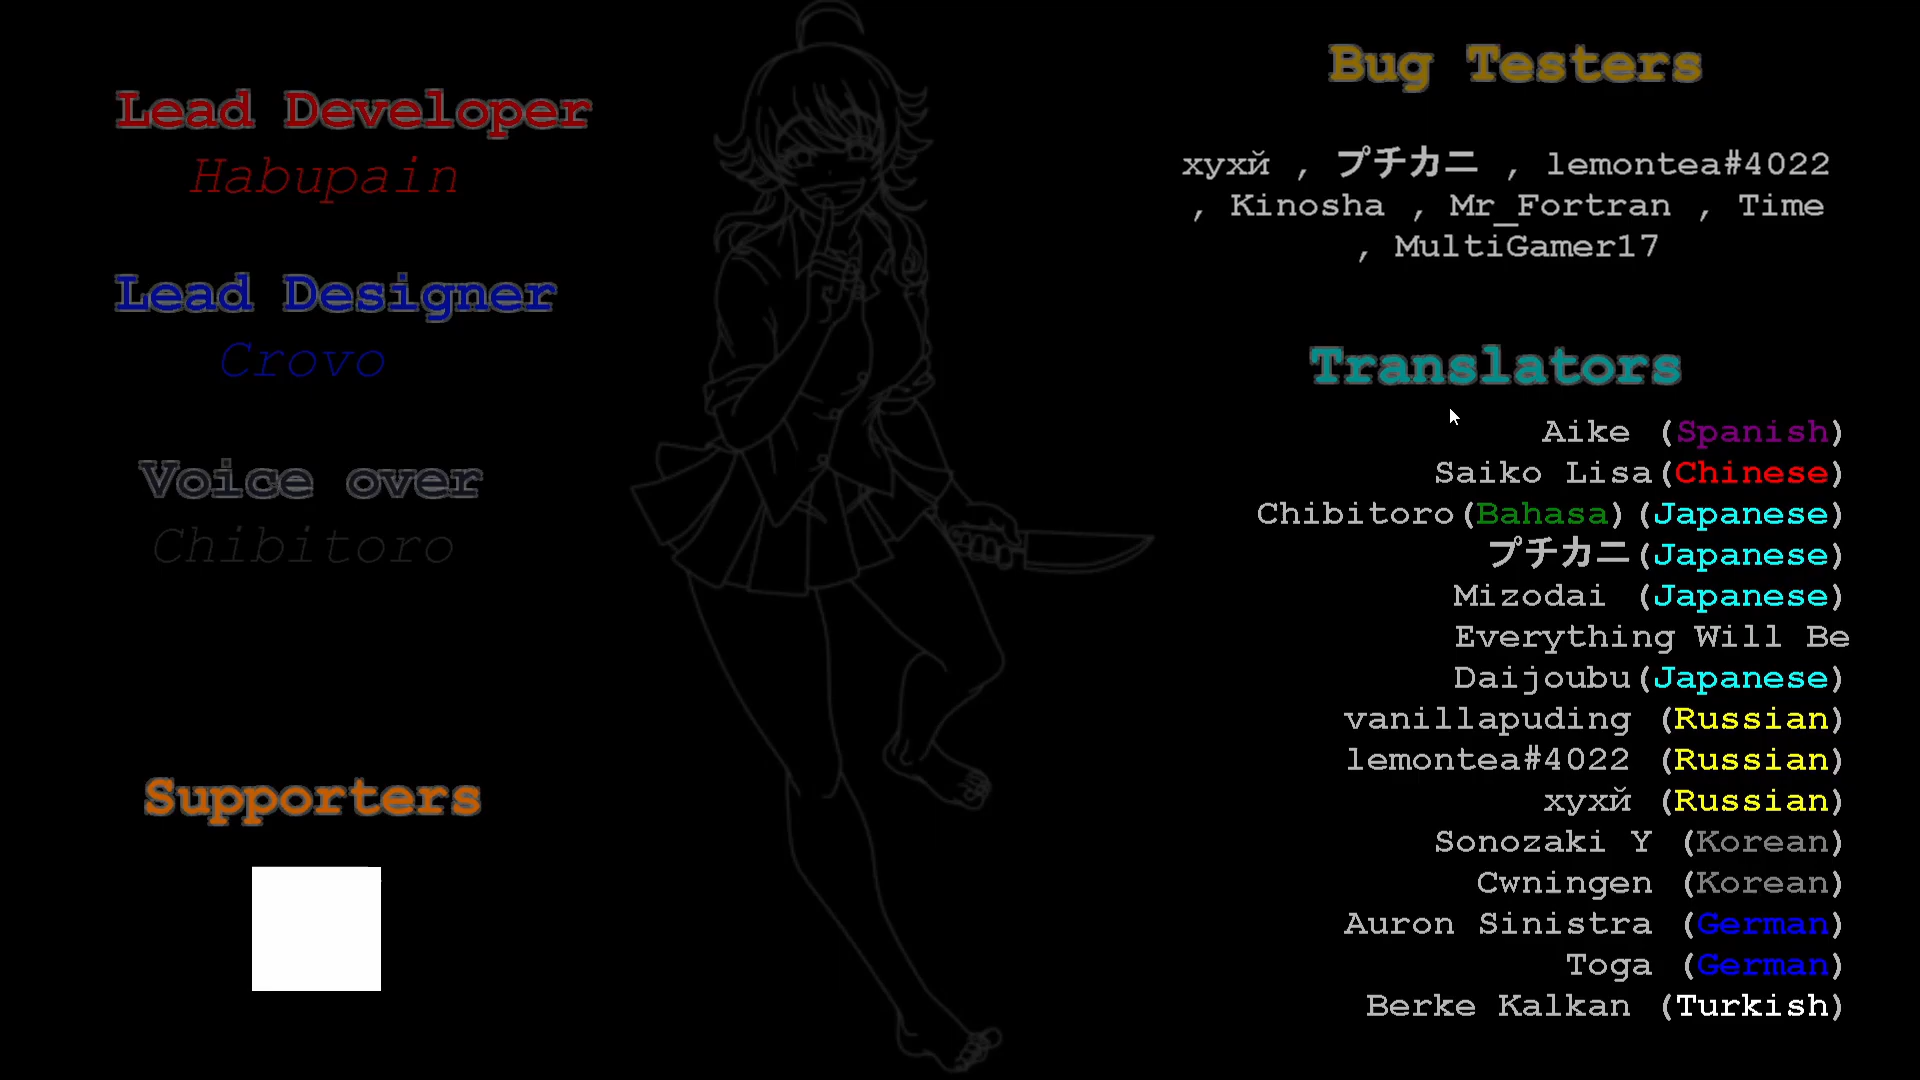 Lead Developer
Habupain
Lead Designer
Crovo
Voice over
Chibitoro
Supporters
Bug Testers
хухй , プチカニ , lemontea#4022
, Kinosha , Mr_Fortran , Time
, MultiGamer17
Translators
Aike (Spanish)
Saiko Lisa(Chinese)
Chibitoro(Bahasa)(Japanese)
プチカニ(Japanese)
Mizodai (Japanese)
Everything Will Be
Daijoubu(Japanese)
vanillapuding (Russian)
lemontea#4022 (Russian)
хухй (Russian)
Sonozaki Y (Korean)
Cwningen (Korean)
Auron Sinistra (German)
Toga (German)
Berke Kalkan (Turkish)